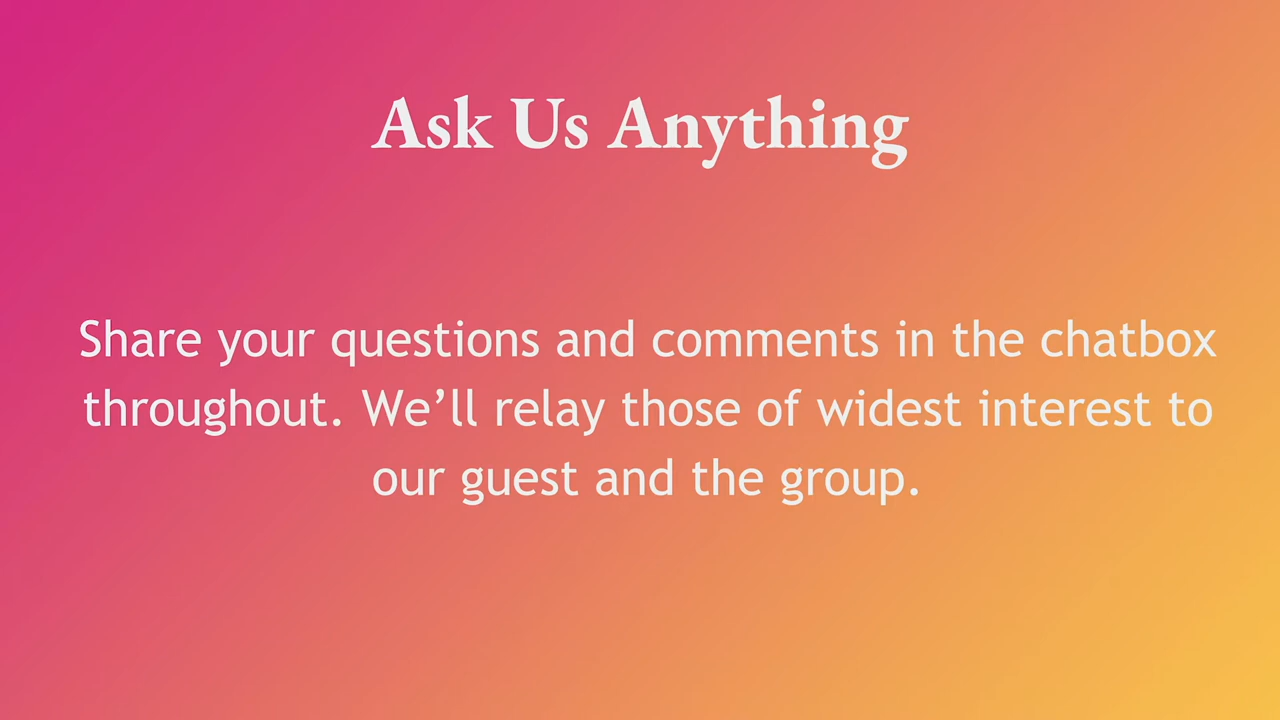 Ask Us Anything
Share your questions and comments in the chatbox
throughout. We’ll relay those of widest interest to
our guest and the group.